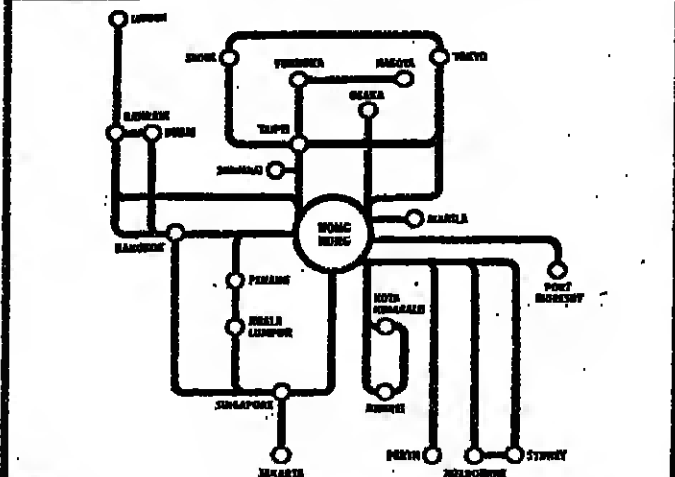 LONDON
SEOUL
FUKUOKA
NAGOYA
TOKYO
OSAKA
BAHRAIN
DUBAI
TAIPEI
SHANGHAI
HONG
KONG
MANILA
BANGKOK
PENANG
KOTA
KINABALU
PORT
MORESBY
KUALA
LUMPUR
SINGAPORE
BRUNEI
PERTH
SYDNEY
JAKARTA
MELBOURNE